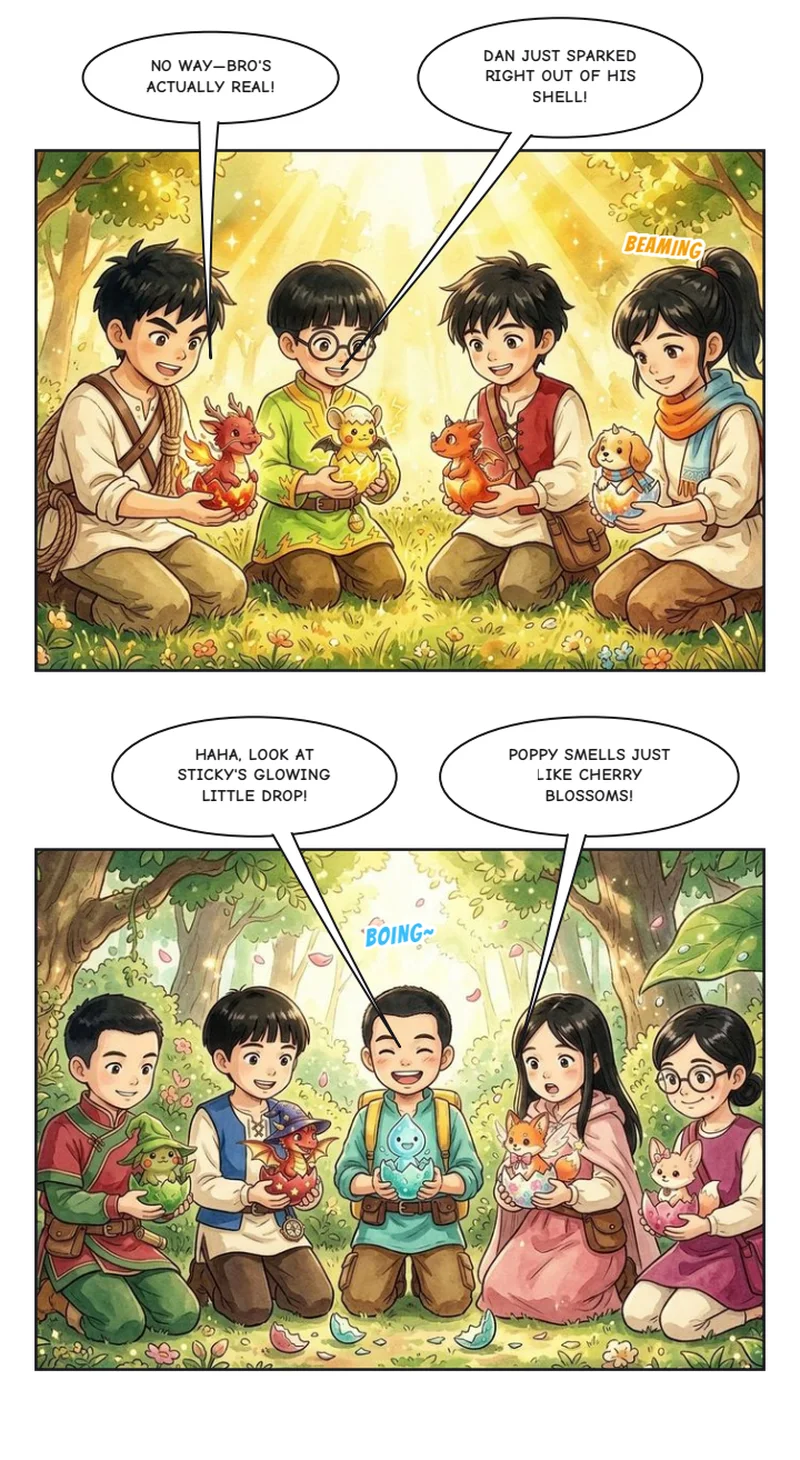 NO WAY—BRO'S
ACTUALLY REAL!
DAN JUST SPARKED
RIGHT OUT OF HIS
SHELL!
BEAMING
HAHA, LOOK AT
STICKY'S GLOWING
LITTLE DROP!
POPPY SMELLS JUST
LIKE CHERRY
BLOSSOMS!
BOING~